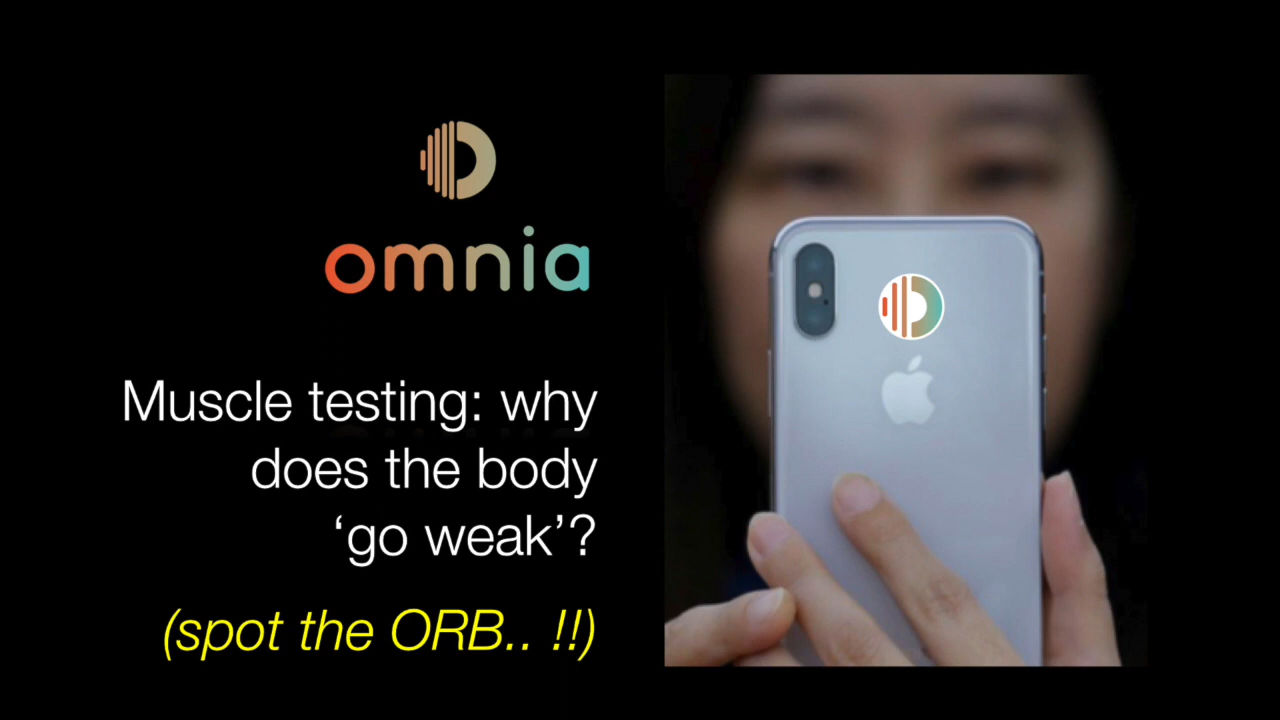 omnia
Muscle testing: why
does the body
‘go weak’?
(spot the ORB.. !!)